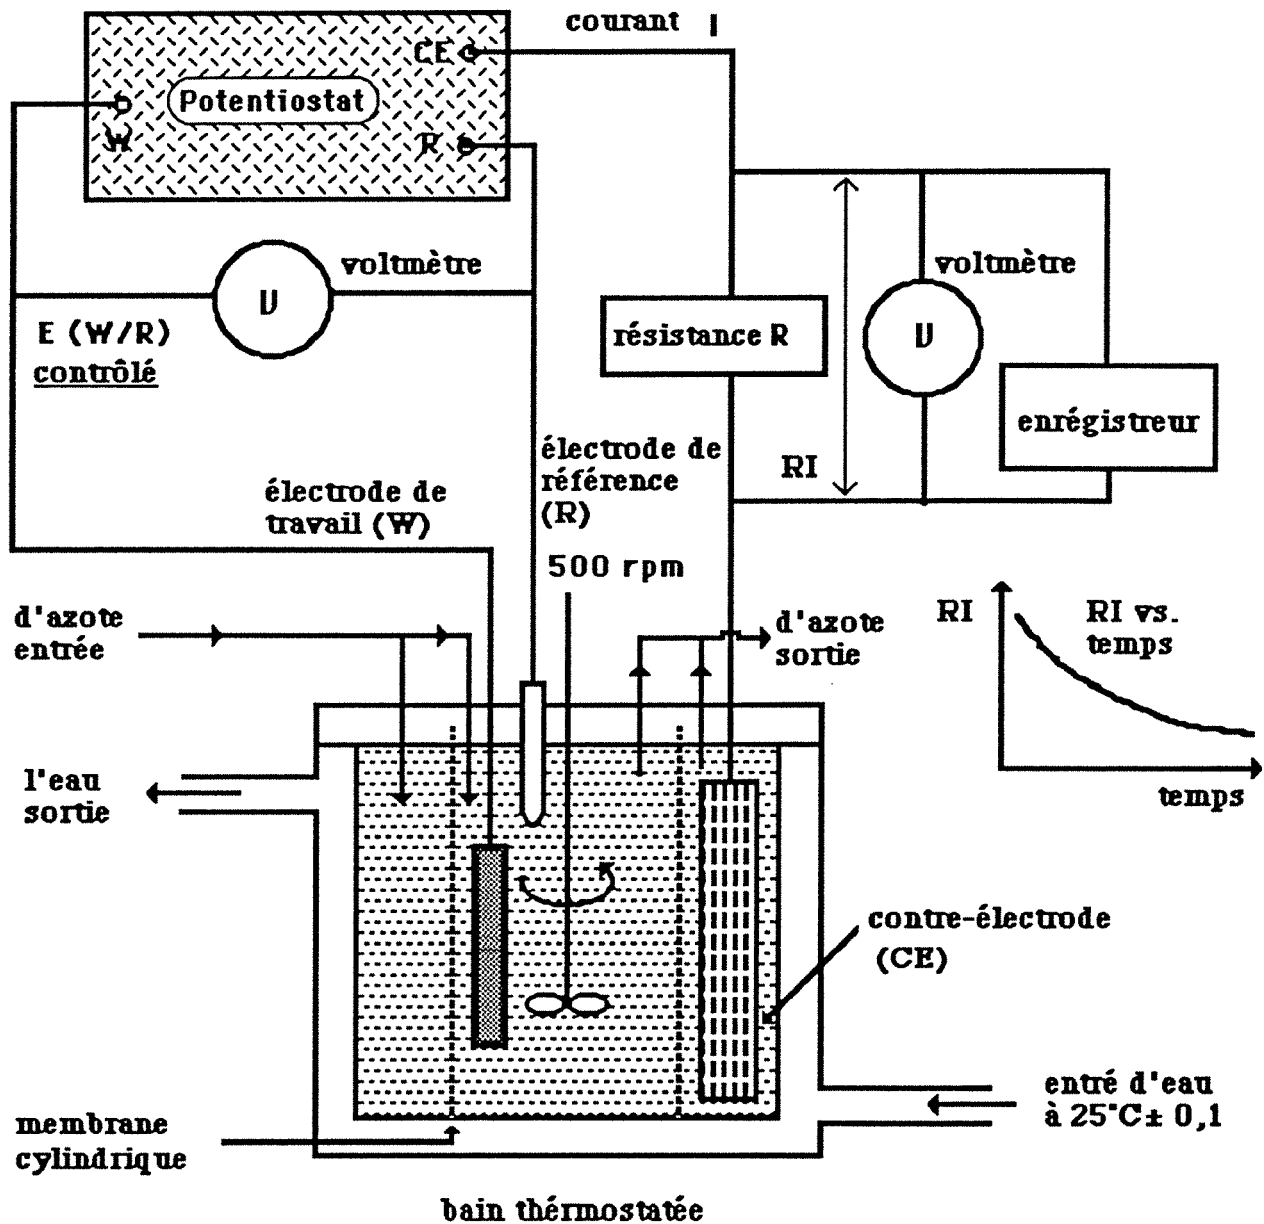 courant I
CE
Potentiostat
W
R
voltmètre
V
E (W/R)
contrôlé
voltmètre
V
résistance R
enrégistreur
RI
électrode de
référence
(R)
électrode de
travail (W)
500 rpm
d'azote
entrée
d'azote
sortie
RI
RI vs.
temps
temps
l'eau
sortie
contre-électrode
(CE)
entré d'eau
à 25°C± 0,1
membrane
cylindrique
bain thérmostatée